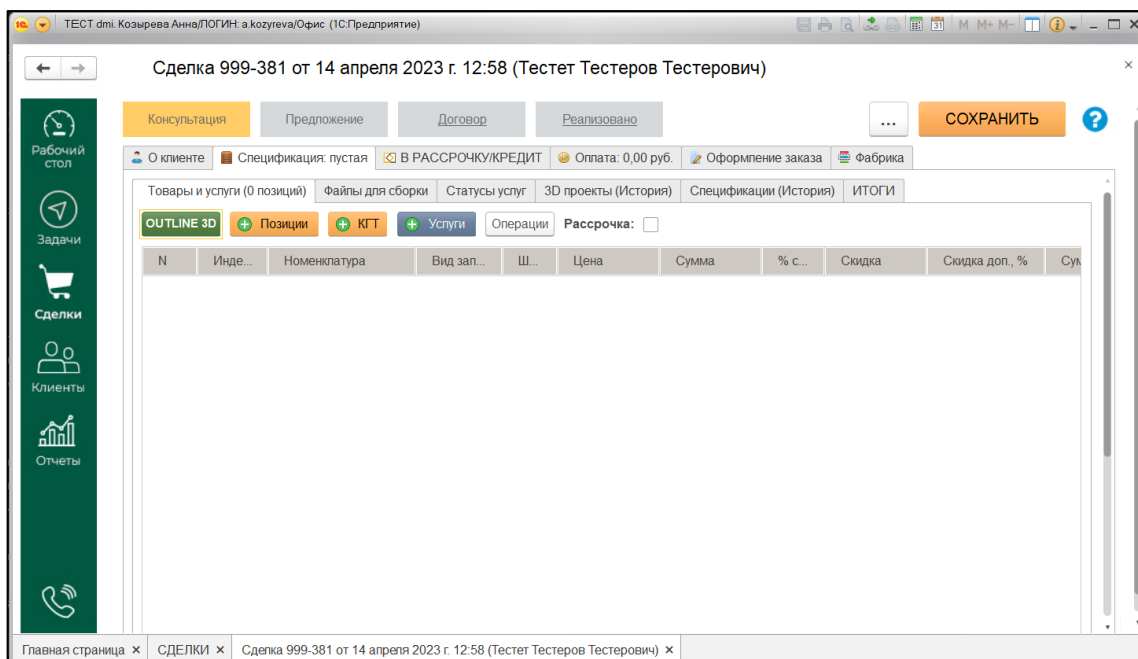 ТЕСТ dmi. Козырева Анна/ЛОГИН: a.kozyreva/Офис (1С:Предприятие)
31 M M+ M-
Сделка 999-381 от 14 апреля 2023 г. 12:58 (Тестет Тестеров Тестерович)
Консультация Предложение Договор Реализовано ... СОХРАНИТЬ ?
О клиенте Спецификация: пустая В РАССРОЧКУ/КРЕДИТ Оплата: 0,00 руб. Оформление заказа Фабрика
Товары и услуги (0 позиций) Файлы для сборки Статусы услуг 3D проекты (История) Спецификации (История) ИТОГИ
OUTLINE 3D Позиции КГТ Услуги Операции Рассрочка:
N Инде... Номенклатура Вид зап... Ш... Цена Сумма % с... Скидка Скидка доп., % Сум
Рабочий
стол
Задачи
Сделки
Клиенты
Отчеты
Главная страница × СДЕЛКИ × Сделка 999-381 от 14 апреля 2023 г. 12:58 (Тестет Тестеров Тестерович) ×